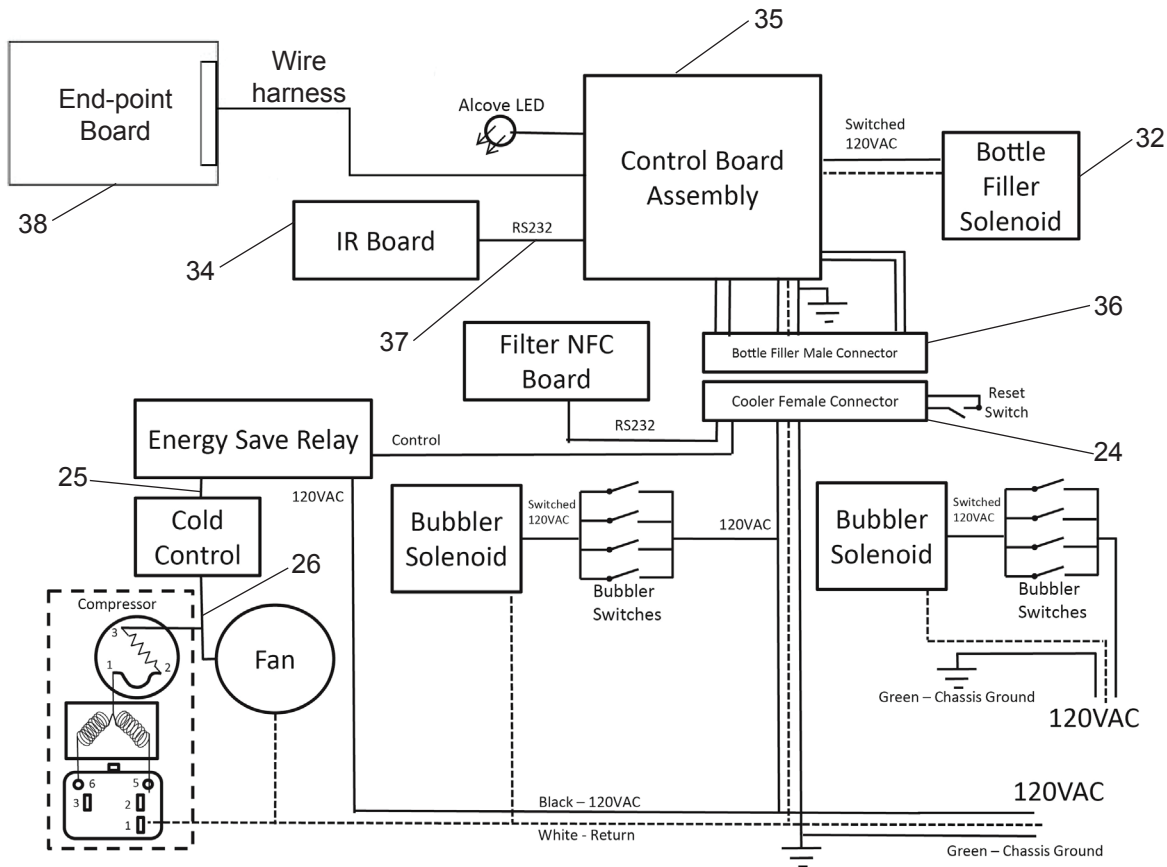 35
End-point
Board
Wire
harness
Alcove LED
Control Board
Assembly
Switched
120VAC
Bottle
Filler
Solenoid
32
38
34
IR Board
RS232
37
36
Filter NFC
Board
Bottle Filler Male Connector
Cooler Female Connector
Reset
Switch
RS232
24
Energy Save Relay
Control
25
120VAC
Cold
Control
26
Bubbler
Solenoid
Switched
120VAC
120VAC
Bubbler
Switches
Bubbler
Solenoid
Switched
120VAC
Bubbler
Switches
Compressor
3
1
2
Fan
Green – Chassis Ground
120VAC
6
5
3
2
1
Black – 120VAC
120VAC
White - Return
Green – Chassis Ground